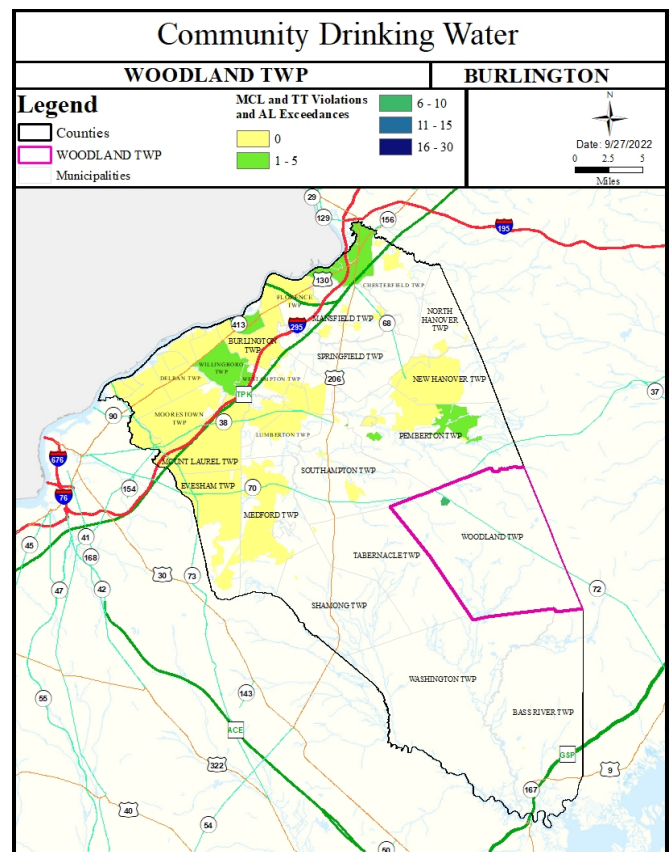 Community Drinking Water
WOODLAND TWP
BURLINGTON
Legend
Counties
WOODLAND TWP
Municipalities
MCL and TT Violations
and AL Exceedances
0
1 - 5
6 - 10
11 - 15
16 - 30
N
Date: 9/27/2022
0 2.5 5
Miles
29
129
156
195
130
CHESTERFIELD TWP
FLORENCE
TWP
MANSFIELD TWP
NORTH
HANOVER
TWP
413
295
68
BURLINGTON
TWP
SPRINGFIELD TWP
WILLINGBORO
TWP
DELRAN TWP
WESTAMPTON TWP
206
NEW HANOVER TWP
37
TPK
90
MOORESTOWN
TWP
38
LUMBERTON TWP
PEMBERTON TWP
676
MOUNT LAUREL TWP
SOUTHAMPTON TWP
154
EVESHAM TWP
70
76
MEDFORD TWP
41
WOODLAND TWP
45
168
TABERNACLE TWP
30
73
72
47
42
SHAMONG TWP
WASHINGTON TWP
143
55
BASS RIVER TWP
ACE
GSP
322
9
167
40
54
50